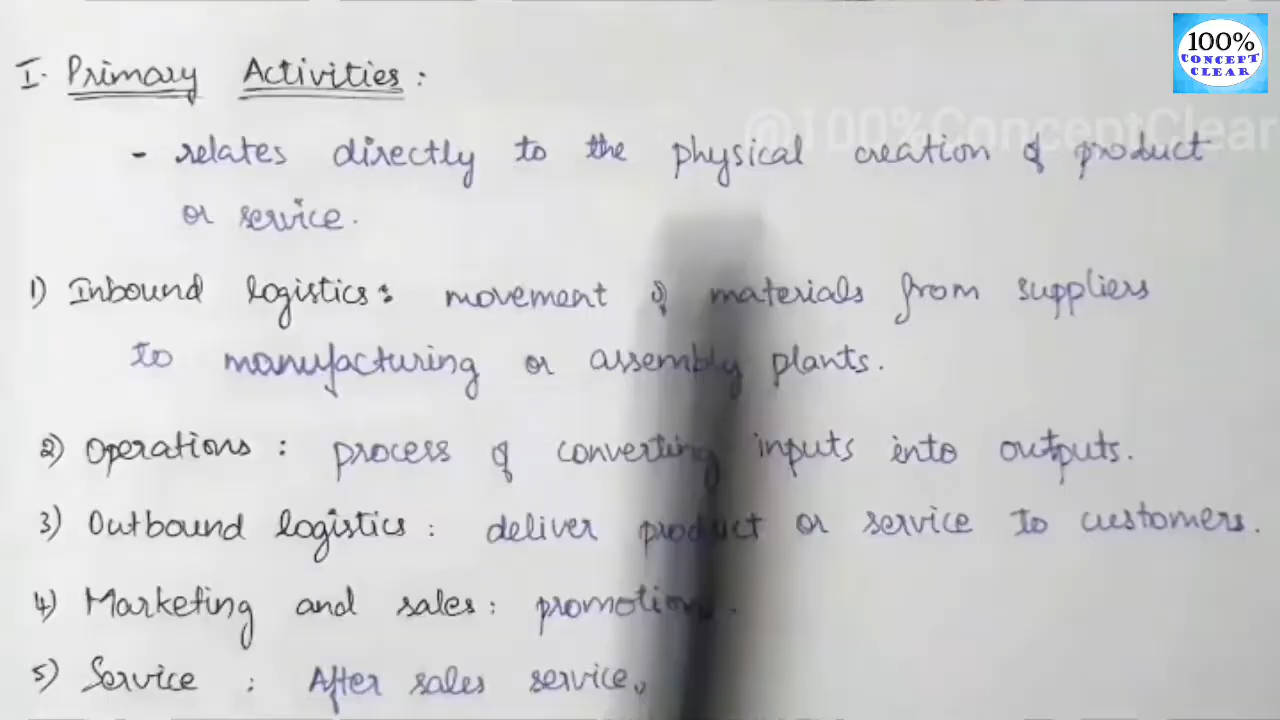 100%
CONCEPT
CLEAR
@100%ConceptClear
I. Primary Activities :
- relates directly to the physical creation of product
or service.
1) Inbound logistics : movement of materials from suppliers
to manufacturing or assembly plants.
2) Operations : process of converting inputs into outputs.
3) Outbound logistics : deliver product or service to customers.
4) Marketing and sales : promotion.
5) Service : After sales service,